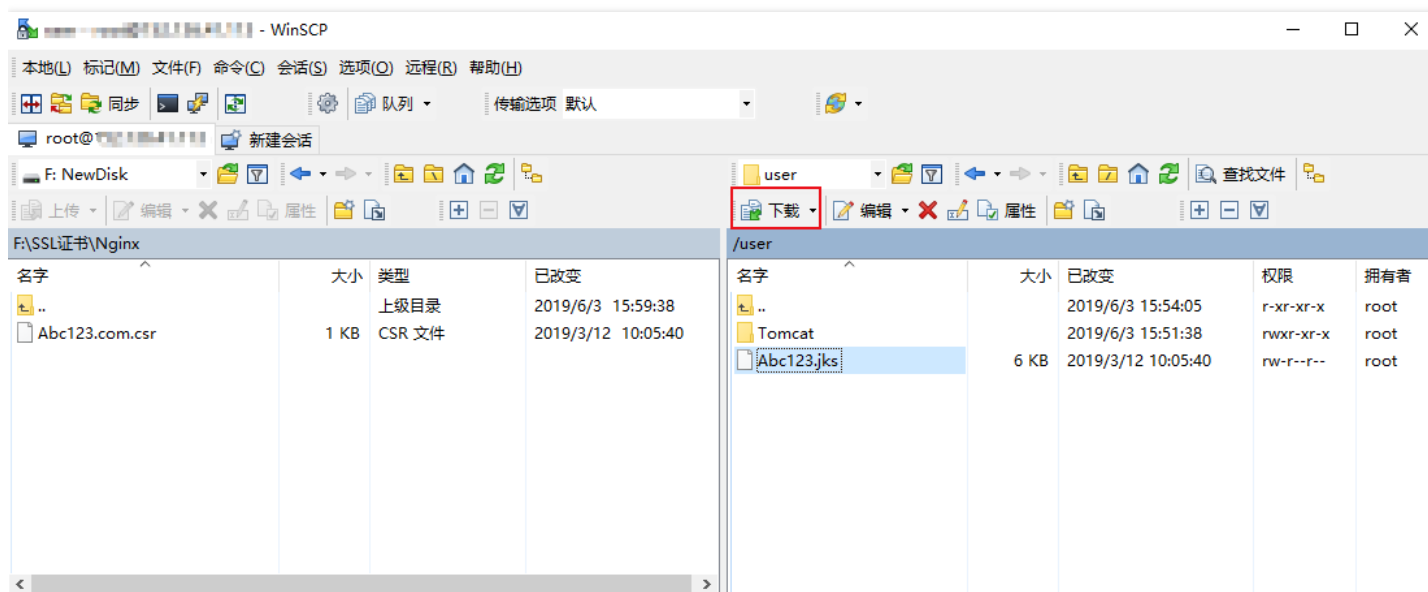 - WinSCP
本地(L) 标记(M) 文件(F) 命令(C) 会话(S) 选项(O) 远程(R) 帮助(H)
同步 队列 传输选项 默认
root@ 新建会话
F: NewDisk user 查找文件
上传 编辑 属性 下载 编辑 属性
F:\SSL证书\Nginx /user
名字 大小 类型 已改变 名字 大小 已改变 权限 拥有者
.. 上级目录 2019/6/3 15:59:38 .. 2019/6/3 15:54:05 r-xr-xr-x root
Abc123.com.csr 1 KB CSR 文件 2019/3/12 10:05:40 Tomcat 2019/6/3 15:51:38 rwxr-xr-x root
Abc123.jks 6 KB 2019/3/12 10:05:40 rw-r--r-- root